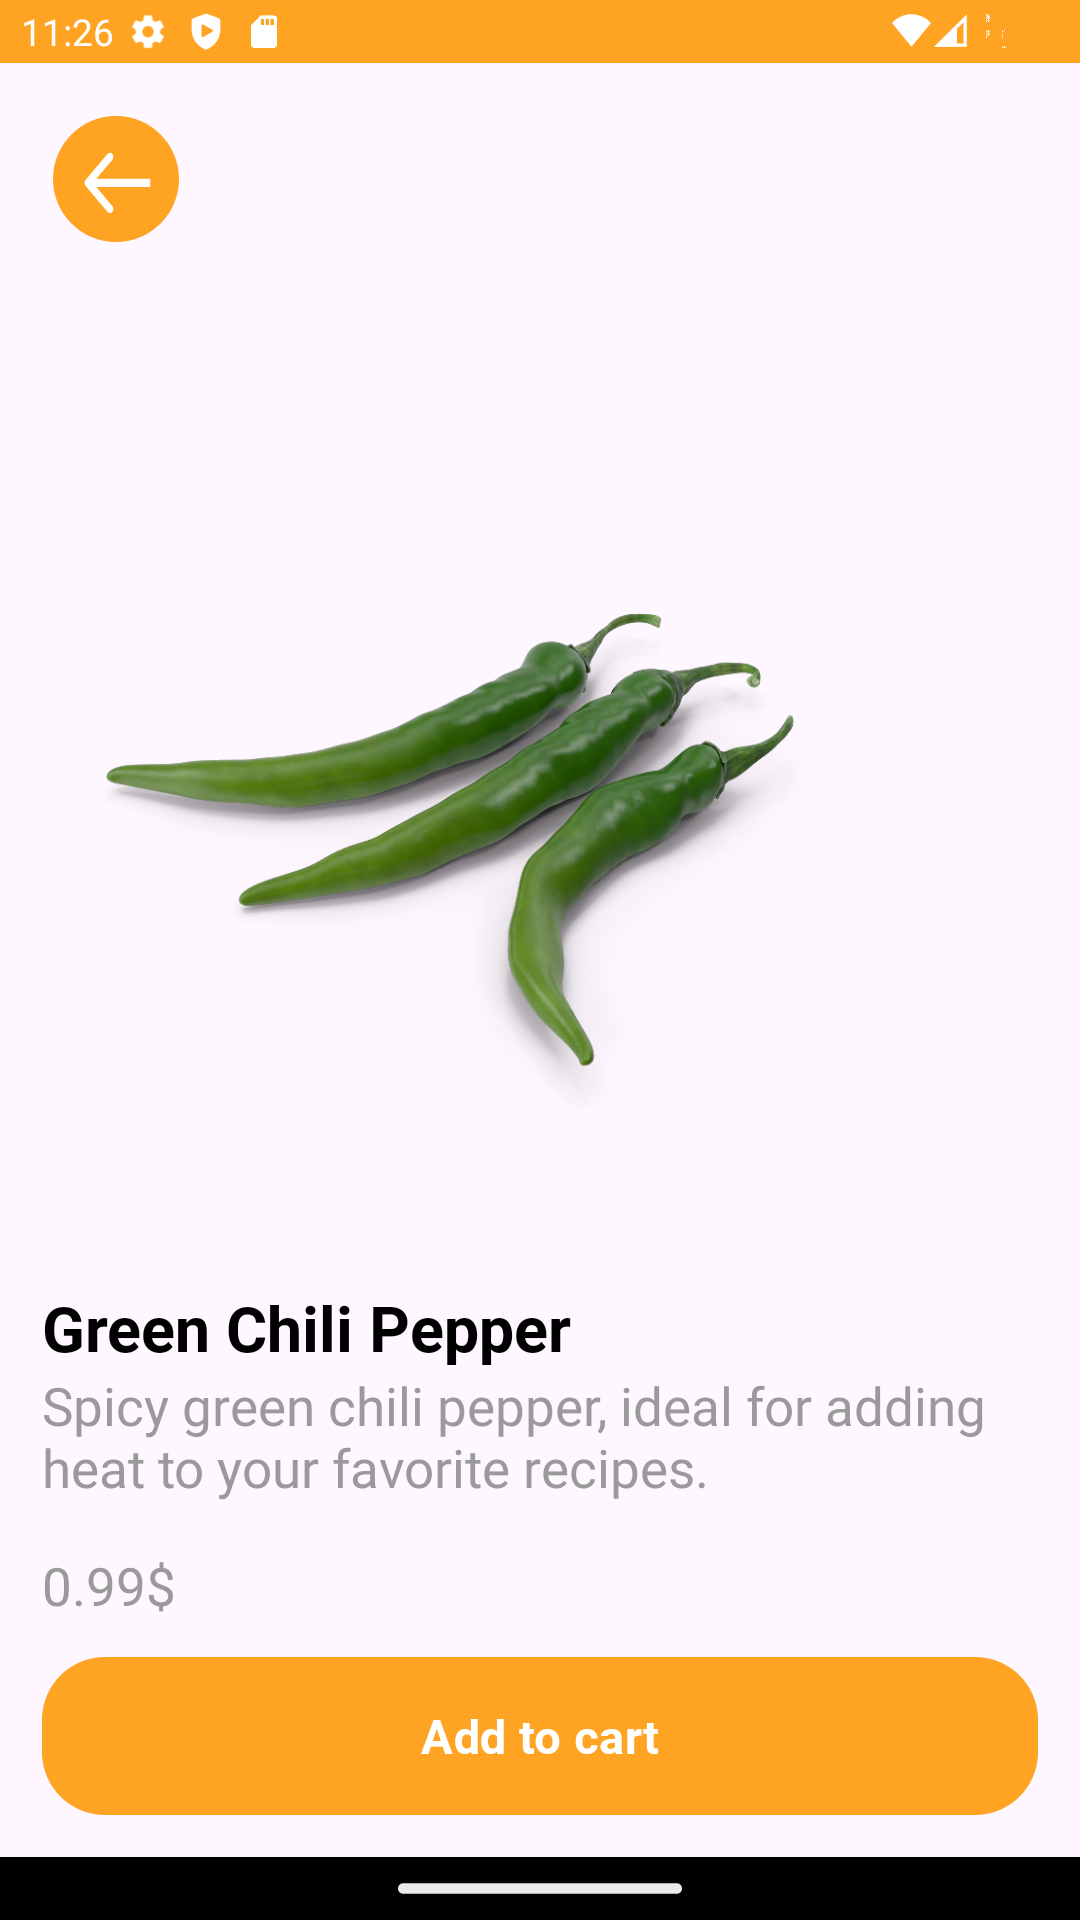 11:26
Green Chili Pepper
Spicy green chili pepper, ideal for adding
heat to your favorite recipes.
0.99$
Add to cart